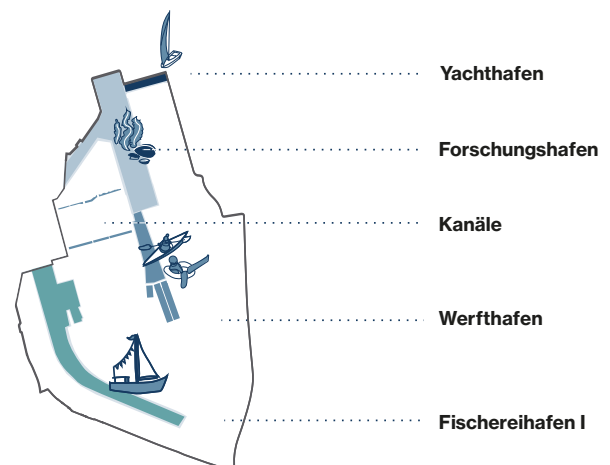 Yachthafen
Forschungshafen
Kanäle
Werfthafen
Fischereihafen I